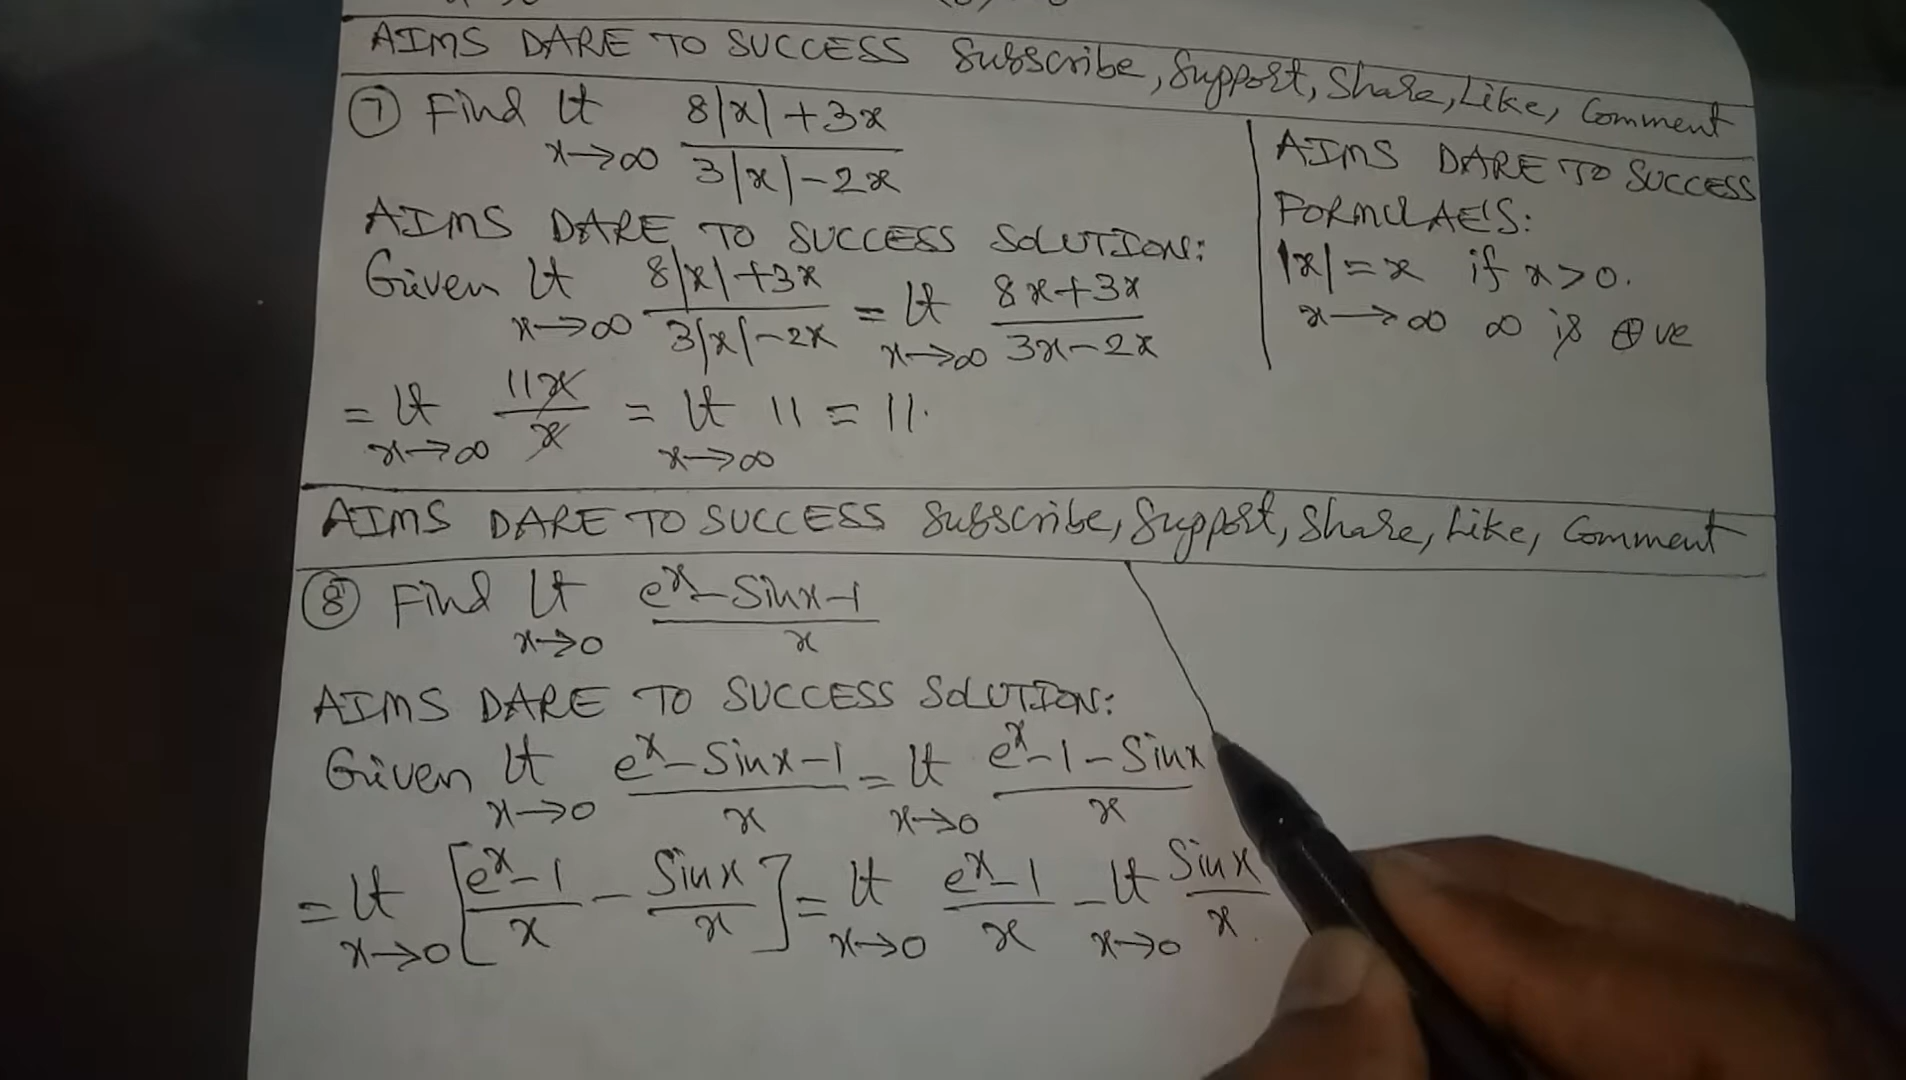 AIMS DARE TO SUCCESS Subscribe, Support, Share, Like, Comment
⑦ Find lt x→∞ 8|x|+3x / 3|x|-2x
AIMS DARE TO SUCCESS SOLUTION:
Given lt x→∞ 8|x|+3x / 3|x|-2x = lt x→∞ 8x+3x / 3x-2x
= lt x→∞ 11x / x = lt x→∞ 11 = 11.
AIMS DARE TO SUCCESS
FORMULAE'S:
|x|=x if x>0.
x→∞ ∞ is ⊕ve
AIMS DARE TO SUCCESS Subscribe, Support, Share, Like, Comment
⑧ Find lt x→0 e^x-Sinx-1 / x
AIMS DARE TO SUCCESS SOLUTION:
Given lt x→0 e^x-Sinx-1 / x = lt x→0 e^x-1-Sinx / x
= lt x→0 [e^x-1 / x - Sinx / x] = lt x→0 e^x-1 / x - lt x→0 Sinx / x.